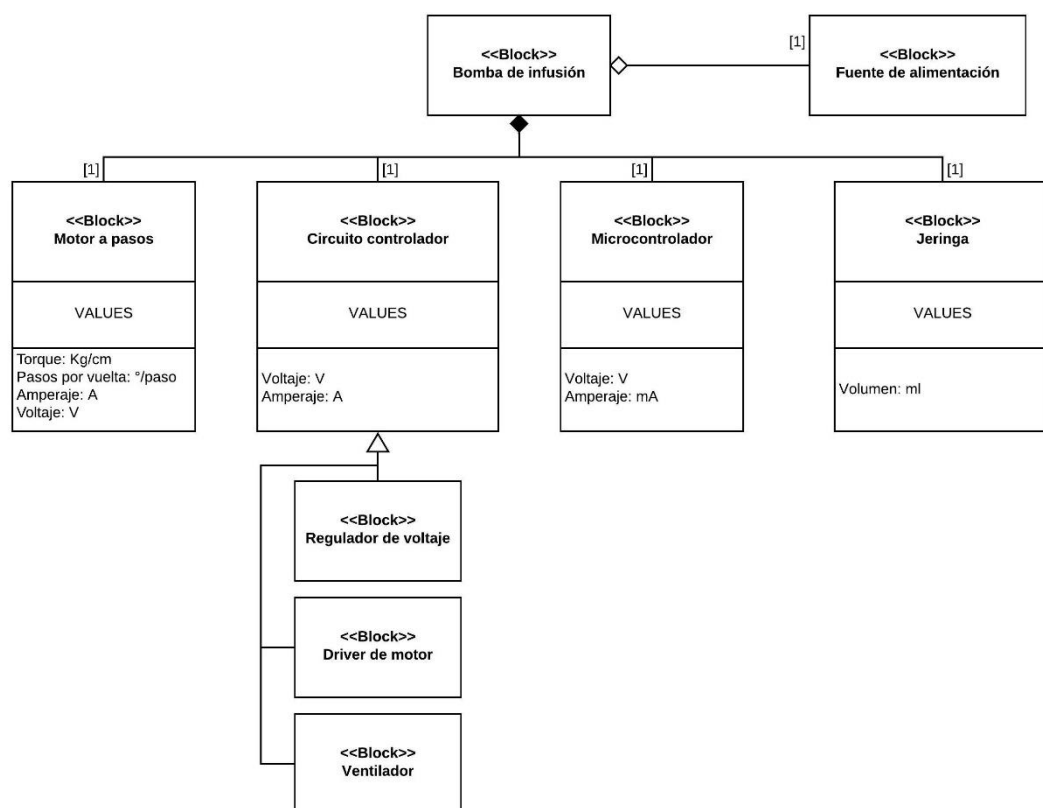 <<Block>>
Bomba de infusión
[1]
<<Block>>
Fuente de alimentación
[1]
[1]
[1]
[1]
<<Block>>
Motor a pasos
VALUES
Torque: Kg/cm
Pasos por vuelta: °/paso
Amperaje: A
Voltaje: V
<<Block>>
Circuito controlador
VALUES
Voltaje: V
Amperaje: A
<<Block>>
Microcontrolador
VALUES
Voltaje: V
Amperaje: mA
<<Block>>
Jeringa
VALUES
Volumen: ml
<<Block>>
Regulador de voltaje
<<Block>>
Driver de motor
<<Block>>
Ventilador